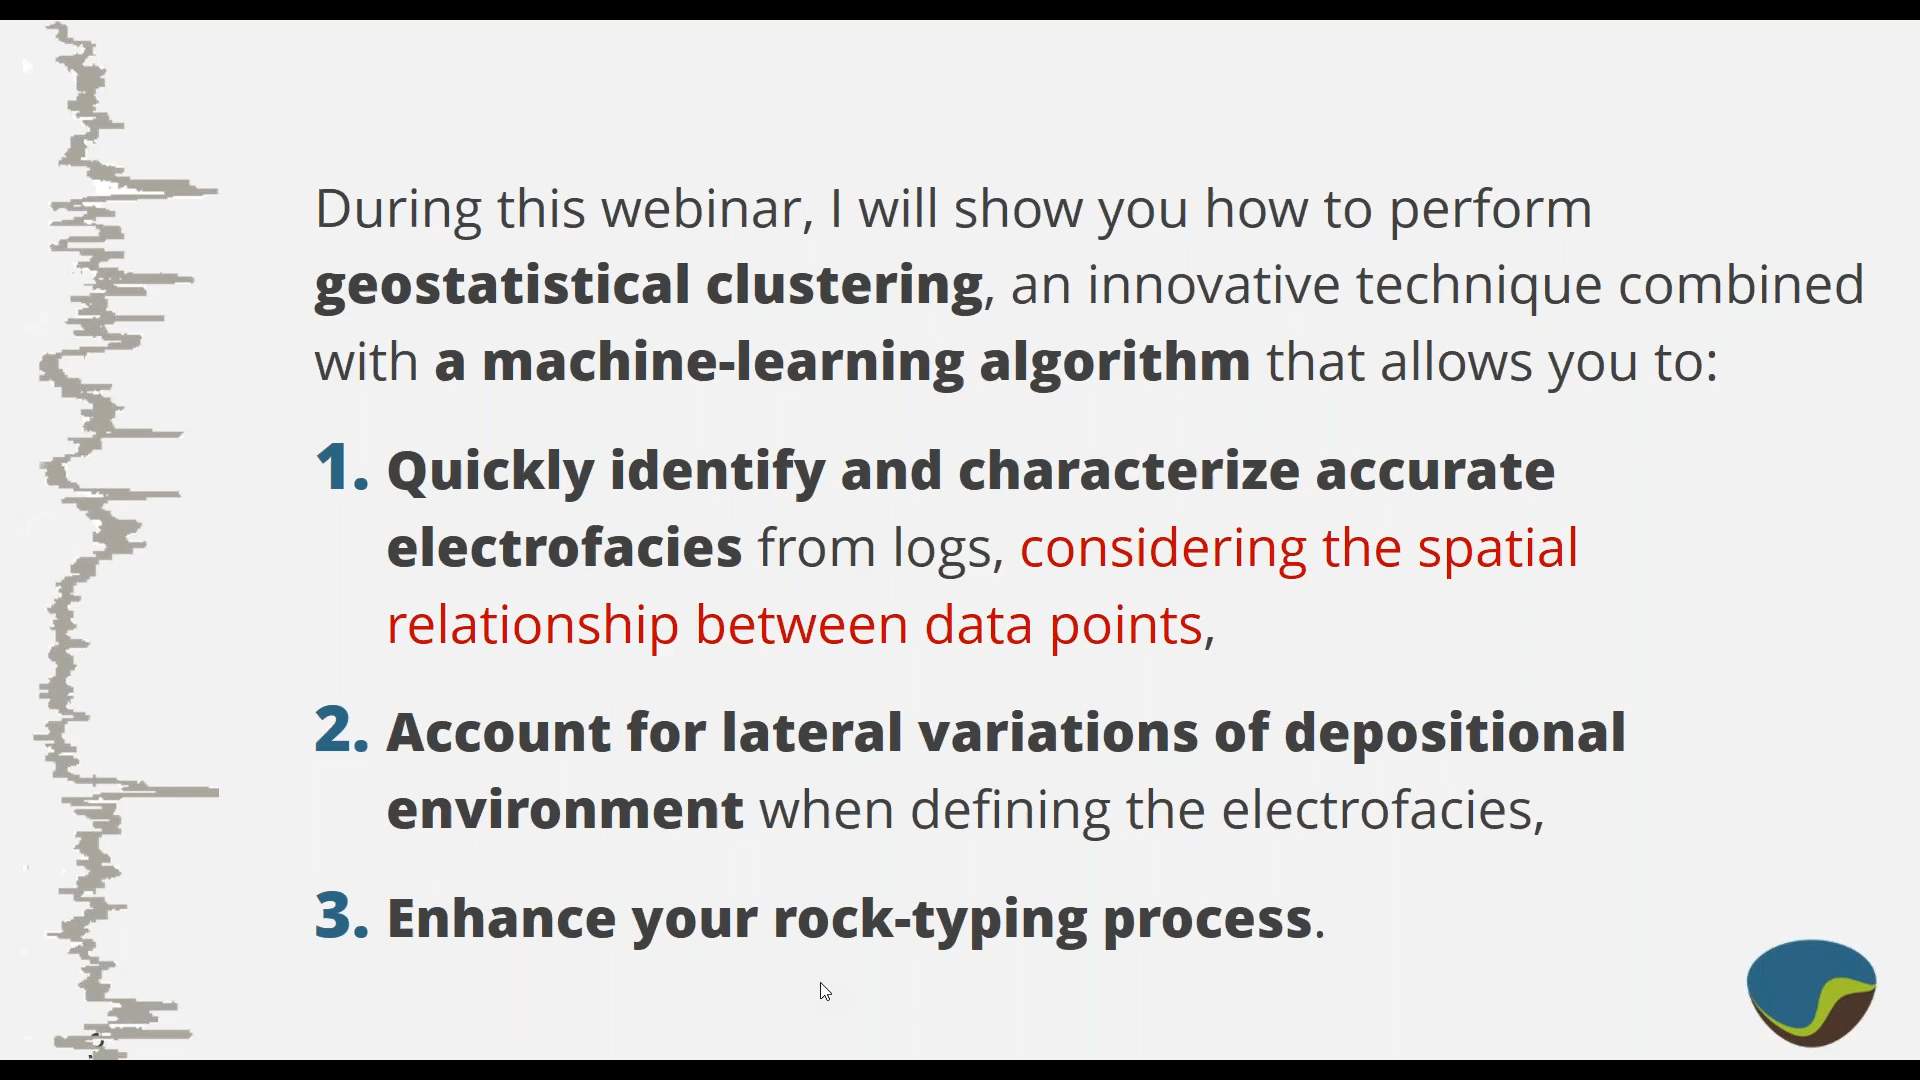 During this webinar, I will show you how to perform
geostatistical clustering, an innovative technique combined
with a machine-learning algorithm that allows you to:
1. Quickly identify and characterize accurate
electrofacies from logs, considering the spatial
relationship between data points,
2. Account for lateral variations of depositional
environment when defining the electrofacies,
3. Enhance your rock-typing process.